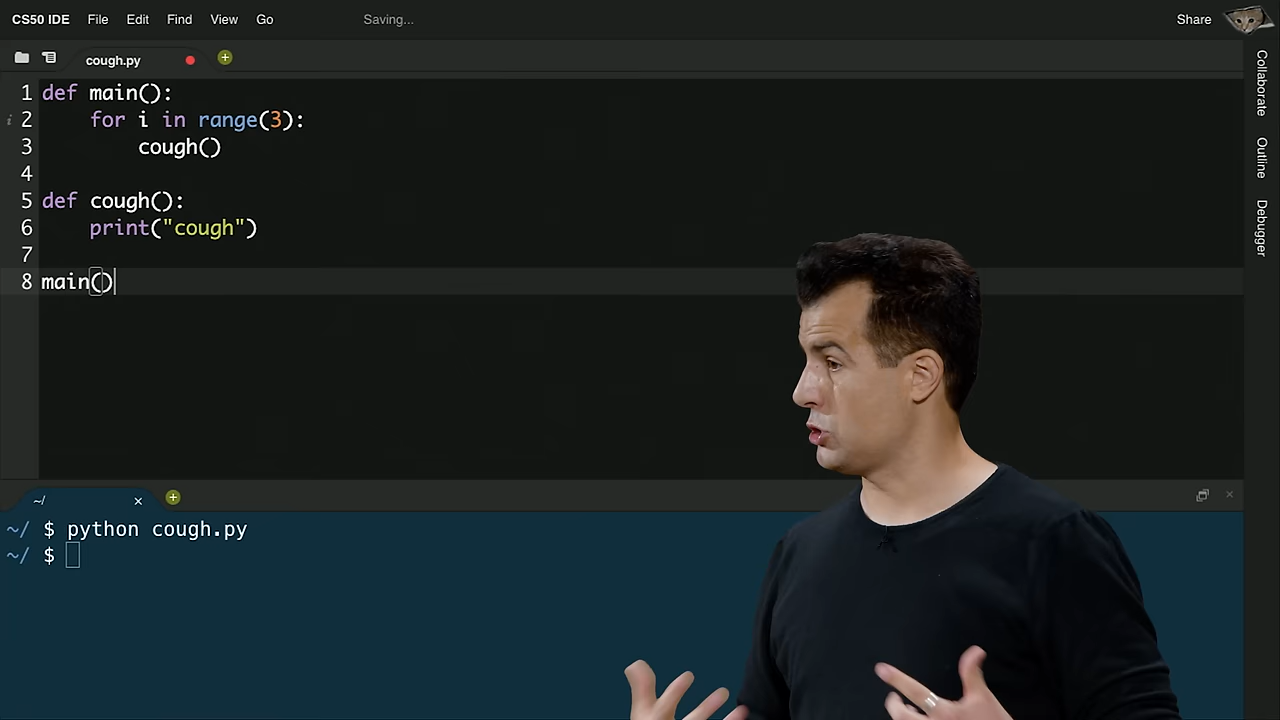 CS50 IDE File Edit Find View Go Saving... Share
cough.py
1 def main():
2     for i in range(3):
3         cough()
4
5 def cough():
6     print("cough")
7
8 main()
Collaborate
Outline
Debugger
~/
~/ $ python cough.py
~/ $